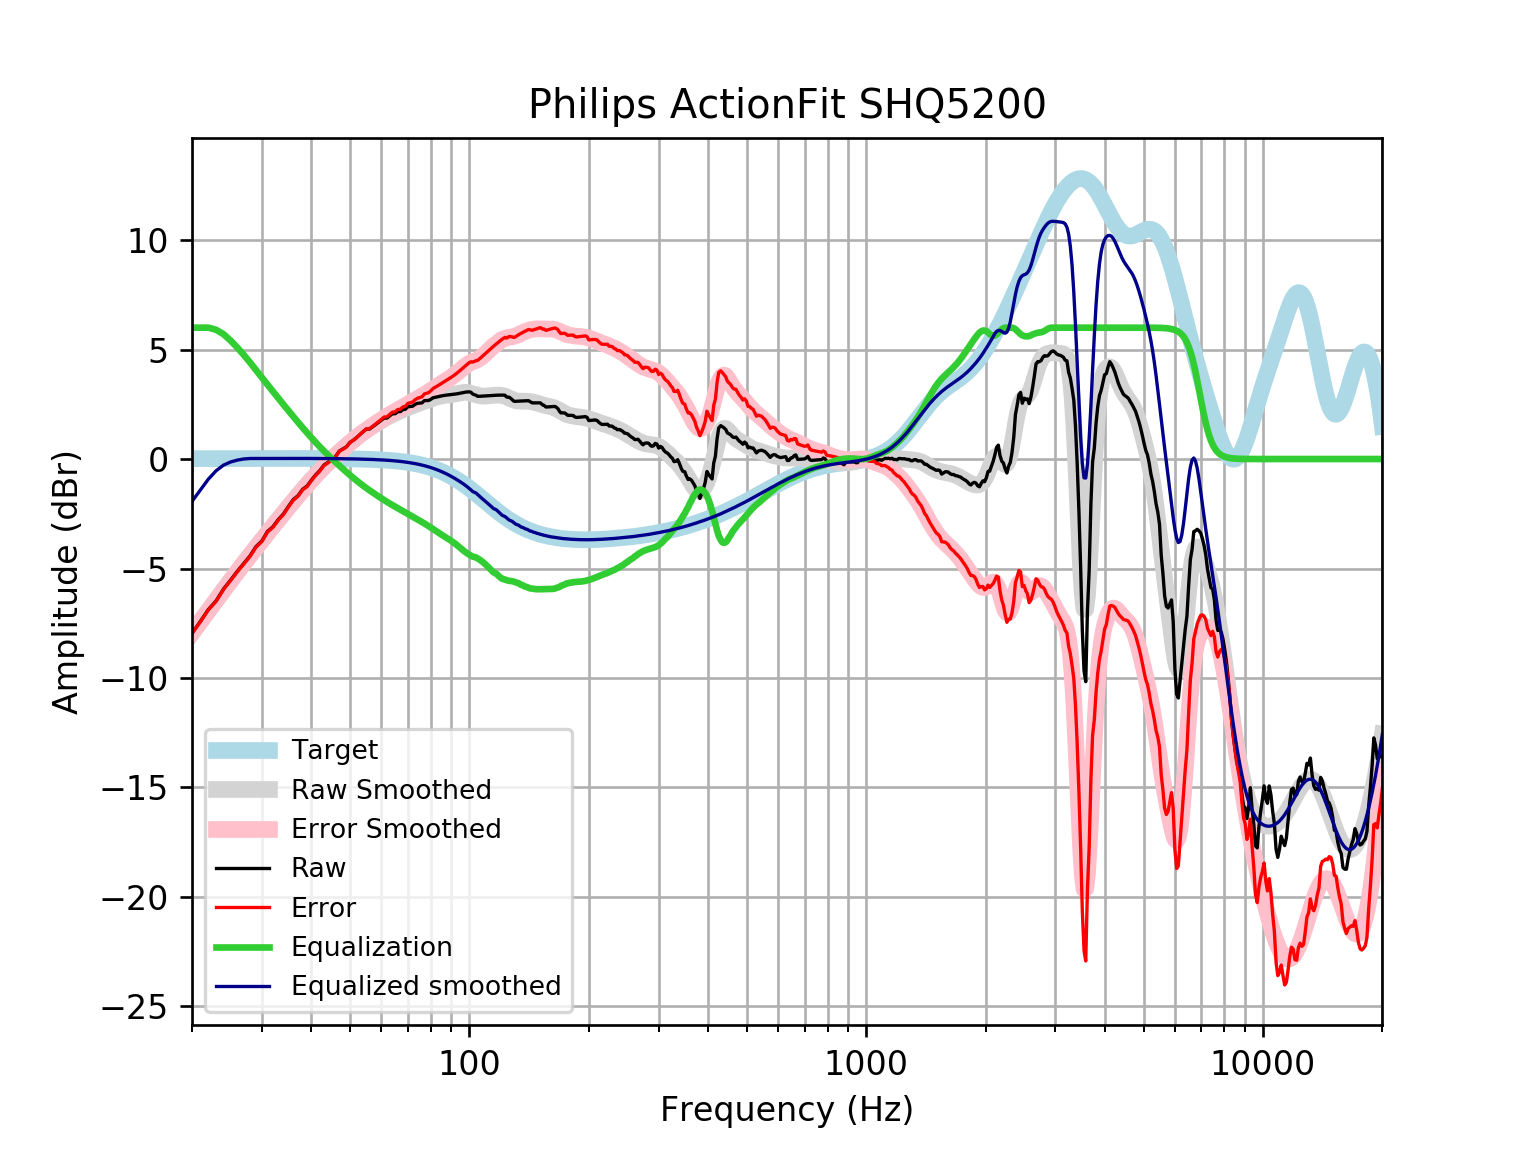 Philips ActionFit SHQ5200
Amplitude (dBr)
10
5
0
−5
−10
−15
−20
−25
Target
Raw Smoothed
Error Smoothed
Raw
Error
Equalization
Equalized smoothed
100 1000 10000
Frequency (Hz)